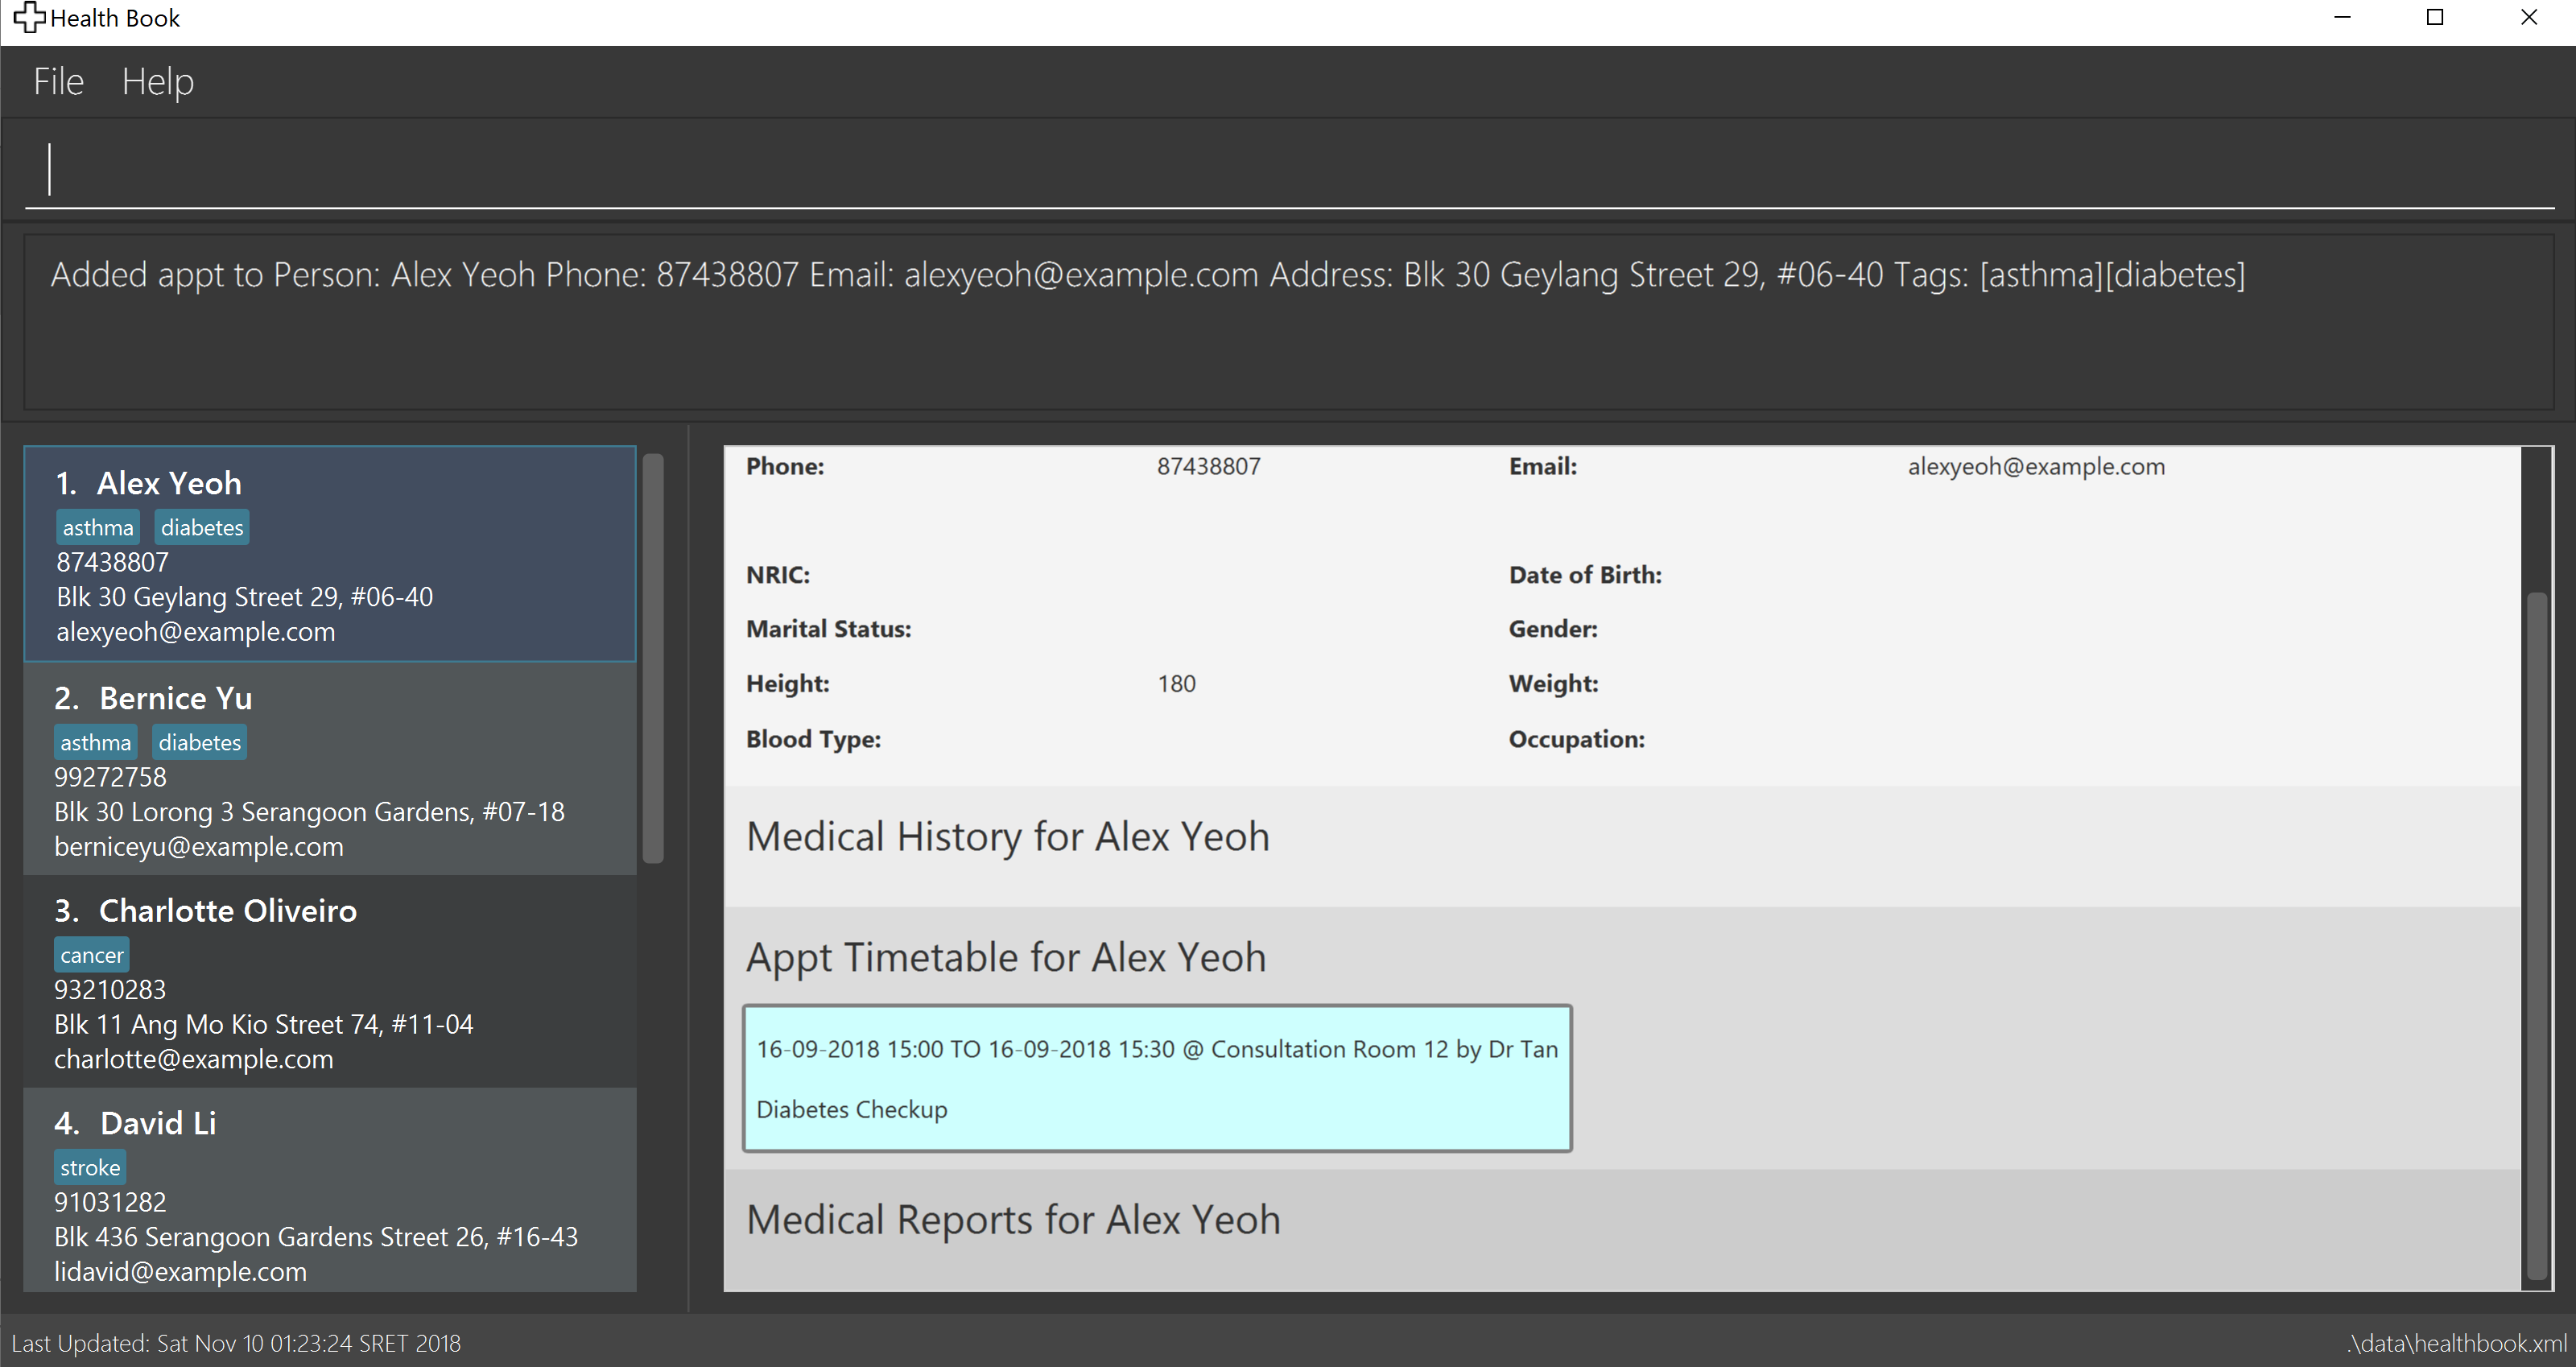 Health Book
File Help
Added appt to Person: Alex Yeoh Phone: 87438807 Email: alexyeoh@example.com Address: Blk 30 Geylang Street 29, #06-40 Tags: [asthma][diabetes]
1. Alex Yeoh
asthma diabetes
87438807
Blk 30 Geylang Street 29, #06-40
alexyeoh@example.com
2. Bernice Yu
asthma diabetes
99272758
Blk 30 Lorong 3 Serangoon Gardens, #07-18
berniceyu@example.com
3. Charlotte Oliveiro
cancer
93210283
Blk 11 Ang Mo Kio Street 74, #11-04
charlotte@example.com
4. David Li
stroke
91031282
Blk 436 Serangoon Gardens Street 26, #16-43
lidavid@example.com
Phone: 87438807 Email: alexyeoh@example.com
NRIC: Date of Birth:
Marital Status: Gender:
Height: 180 Weight:
Blood Type: Occupation:
Medical History for Alex Yeoh
Appt Timetable for Alex Yeoh
16-09-2018 15:00 TO 16-09-2018 15:30 @ Consultation Room 12 by Dr Tan
Diabetes Checkup
Medical Reports for Alex Yeoh
Last Updated: Sat Nov 10 01:23:24 SRET 2018 .\data\healthbook.xml